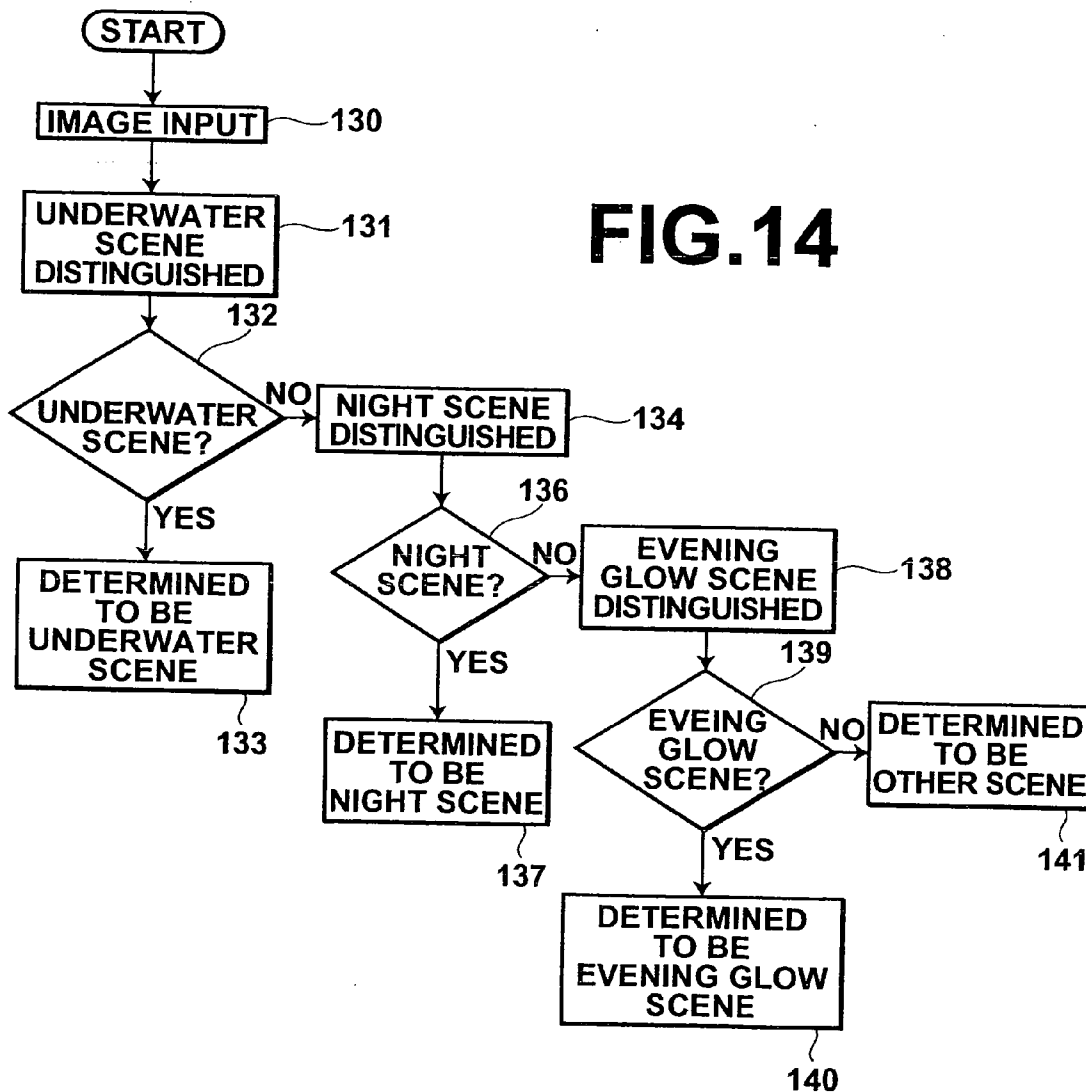 START
IMAGE INPUT
130
UNDERWATER
SCENE
DISTINGUISHED
131
FIG.14
132
UNDERWATER
SCENE?
NO
YES
NIGHT SCENE
DISTINGUISHED
134
DETERMINED
TO BE
UNDERWATER
SCENE
133
136
NIGHT
SCENE?
NO
YES
EVENING
GLOW SCENE
DISTINGUISHED
138
DETERMINED
TO BE
NIGHT SCENE
137
139
EVEING
GLOW
SCENE?
NO
YES
DETERMINED
TO BE
OTHER SCENE
141
DETERMINED
TO BE
EVENING GLOW
SCENE
140